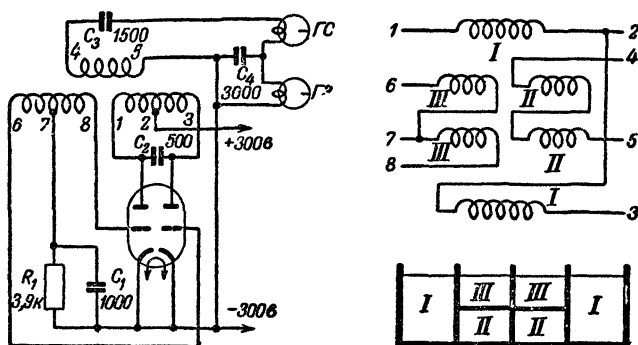 C3 1500
ГС
4 5
C4
3000
ГР
6 7 8
1 2 3
C2 500
+300в
R1
3,9к
C1
1000
-300в
1 I 2
4
6 III II
7 III II 5
8
I
3
I III III I
II II